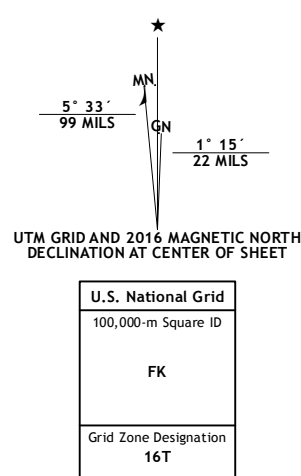 MN.
GN
5° 33´
99 MILS
1° 15´
22 MILS
UTM GRID AND 2016 MAGNETIC NORTH
DECLINATION AT CENTER OF SHEET
U.S. National Grid
100,000-m Square ID
FK
Grid Zone Designation
16T